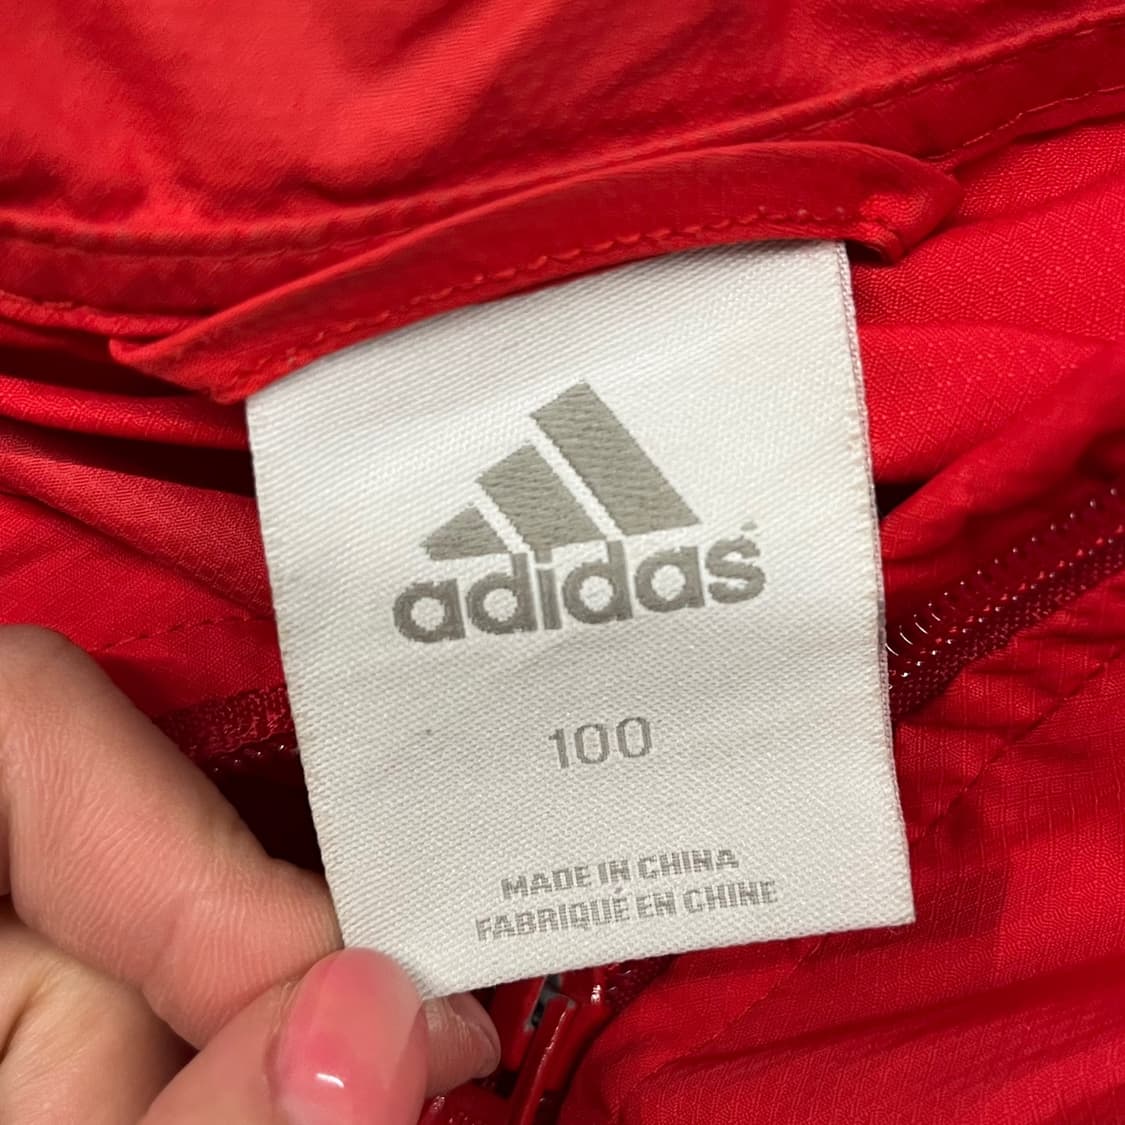 adidas
100
MADE IN CHINA
FABRIQUÉ EN CHINE